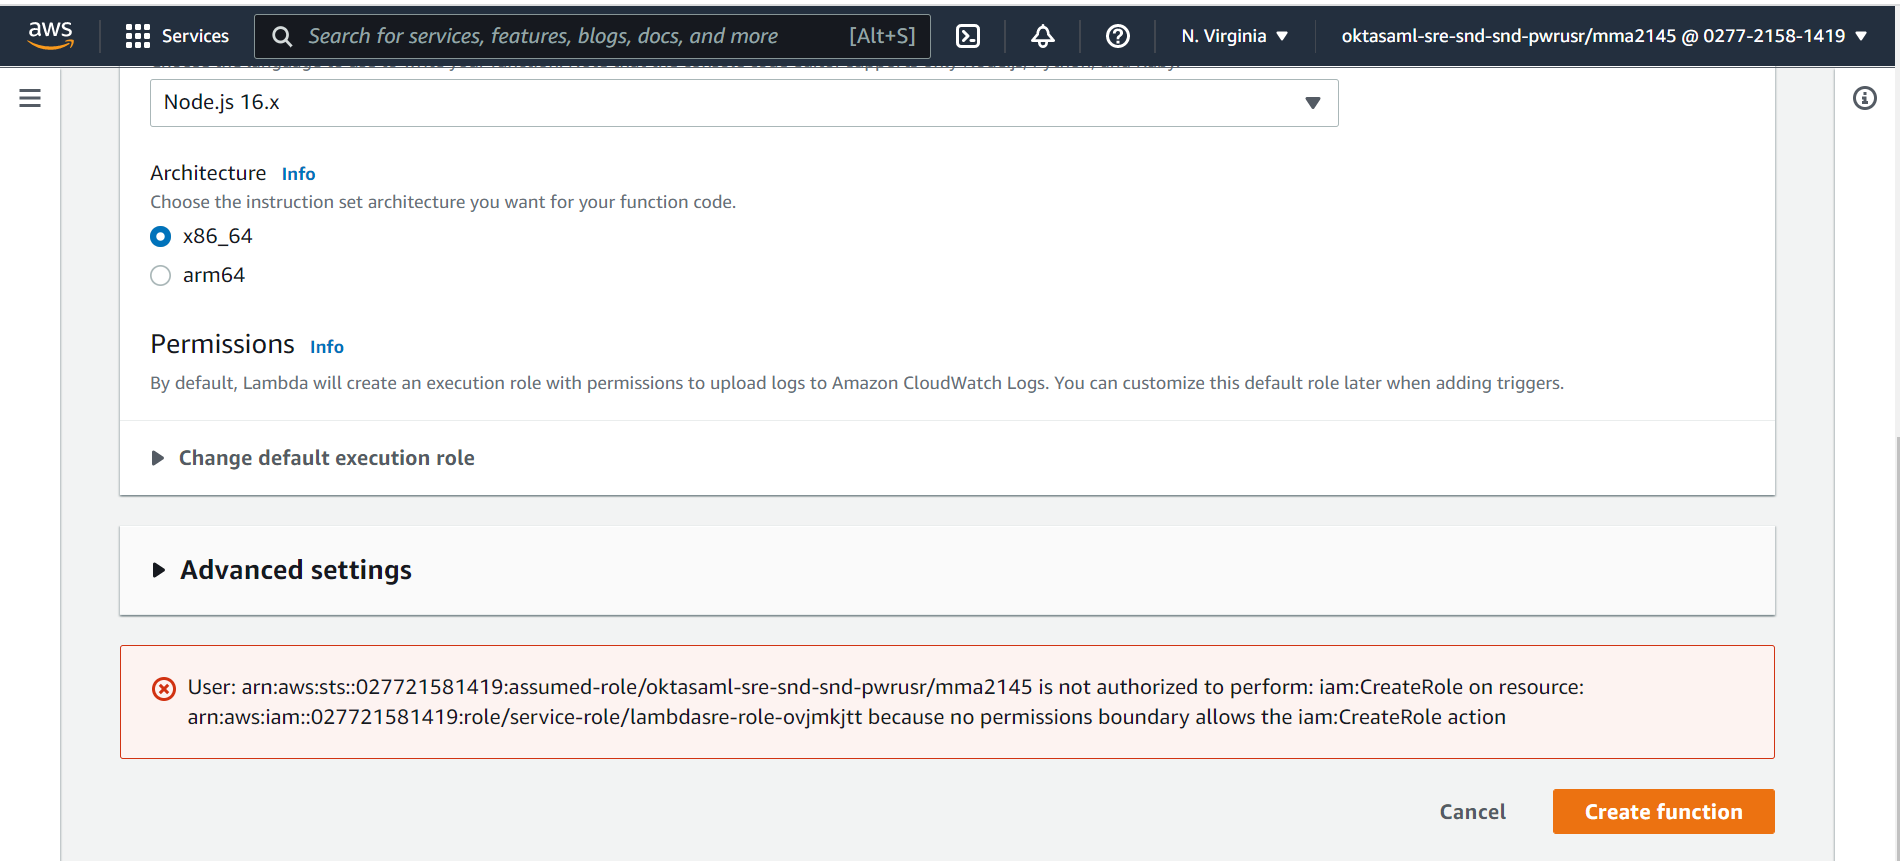 aws
Services
Search for services, features, blogs, docs, and more [Alt+S]
N. Virginia
oktasaml-sre-snd-snd-pwrusr/mma2145 @ 0277-2158-1419
Node.js 16.x
Architecture Info
Choose the instruction set architecture you want for your function code.
x86_64
arm64
Permissions Info
By default, Lambda will create an execution role with permissions to upload logs to Amazon CloudWatch Logs. You can customize this default role later when adding triggers.
Change default execution role
Advanced settings
User: arn:aws:sts::027721581419:assumed-role/oktasaml-sre-snd-snd-pwrusr/mma2145 is not authorized to perform: iam:CreateRole on resource:
arn:aws:iam::027721581419:role/service-role/lambdasre-role-ovjmkjtt because no permissions boundary allows the iam:CreateRole action
Cancel
Create function